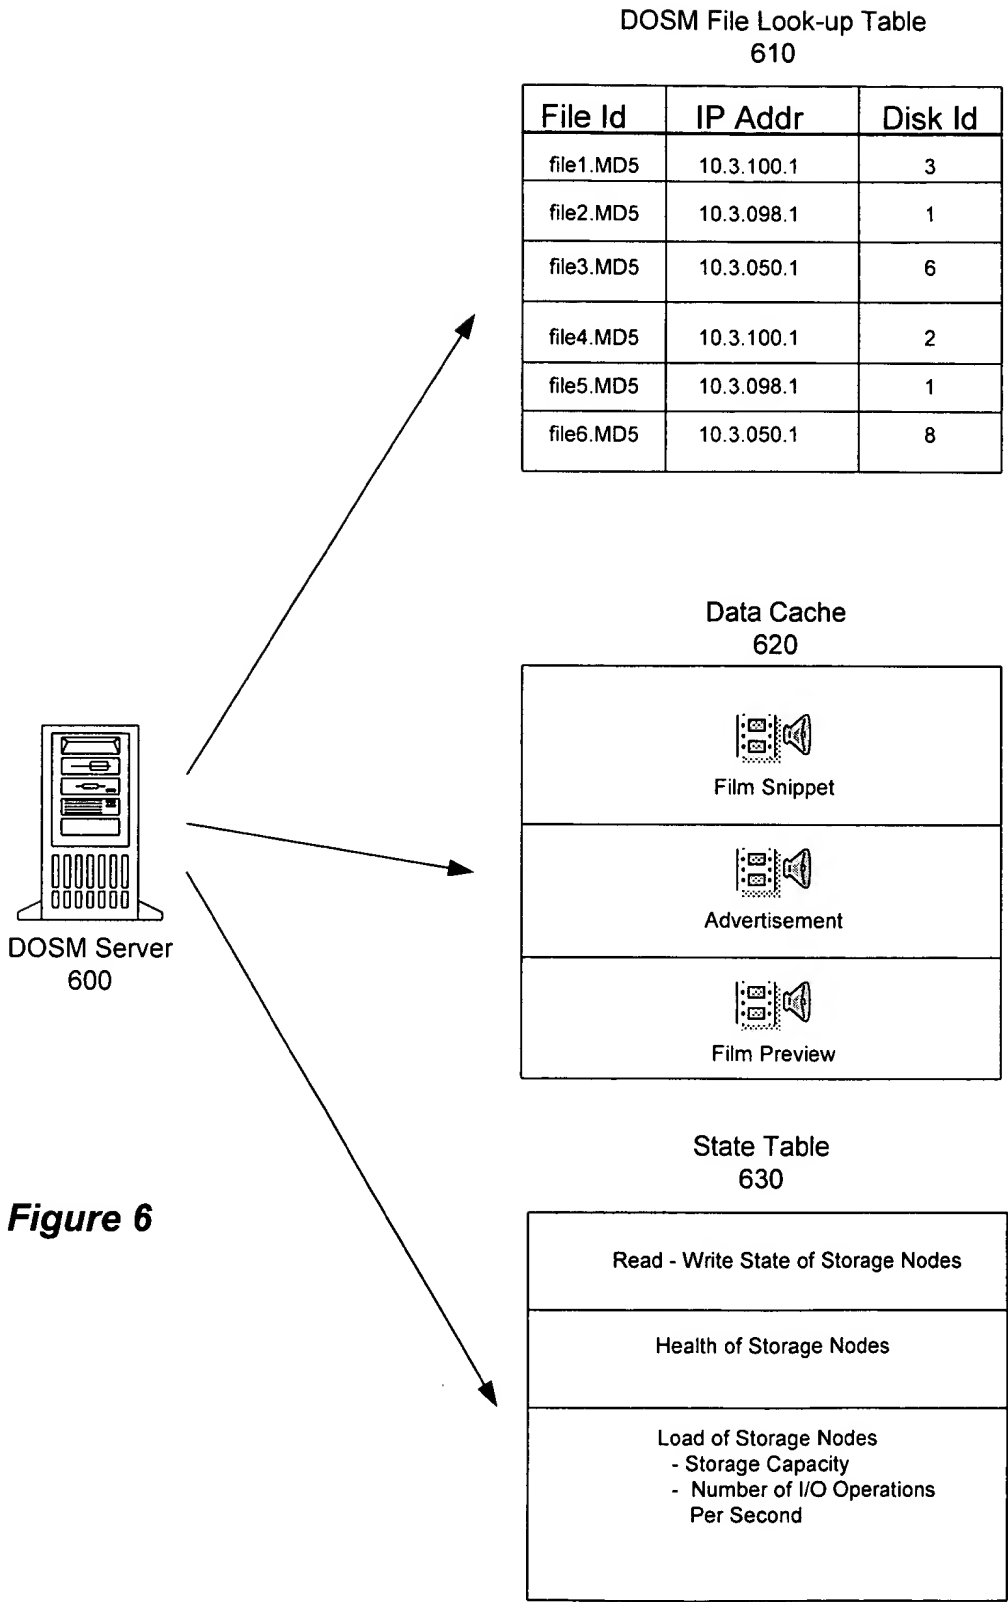 DOSM File Look-up Table
610
File Id IP Addr Disk Id
file1.MD5 10.3.100.1 3
file2.MD5 10.3.098.1 1
file3.MD5 10.3.050.1 6
file4.MD5 10.3.100.1 2
file5.MD5 10.3.098.1 1
file6.MD5 10.3.050.1 8
Data Cache
620
Film Snippet
Advertisement
Film Preview
DOSM Server
600
State Table
630
Read - Write State of Storage Nodes
Health of Storage Nodes
Load of Storage Nodes
- Storage Capacity
- Number of I/O Operations
Per Second
Figure 6